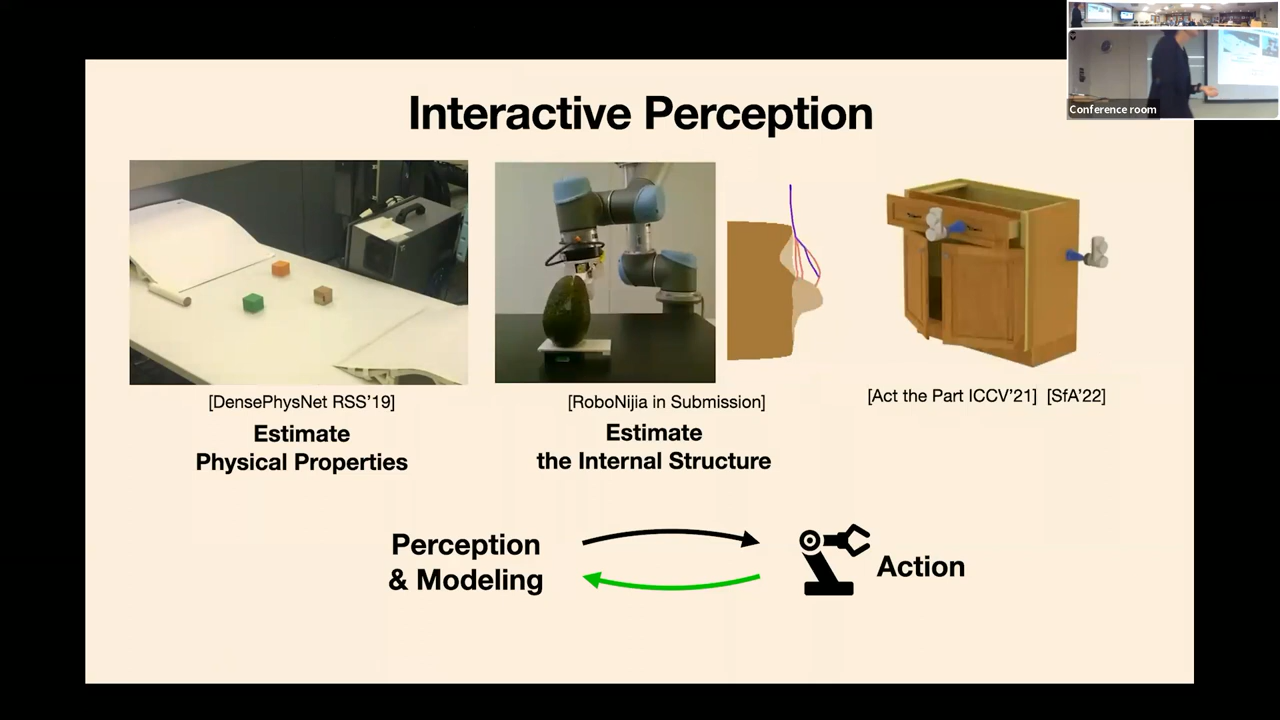 Conference room
Interactive Perception
[DensePhysNet RSS’19]
Estimate
Physical Properties
[RoboNijia in Submission]
Estimate
the Internal Structure
[Act the Part ICCV’21] [SfA’22]
Perception
& Modeling
Action